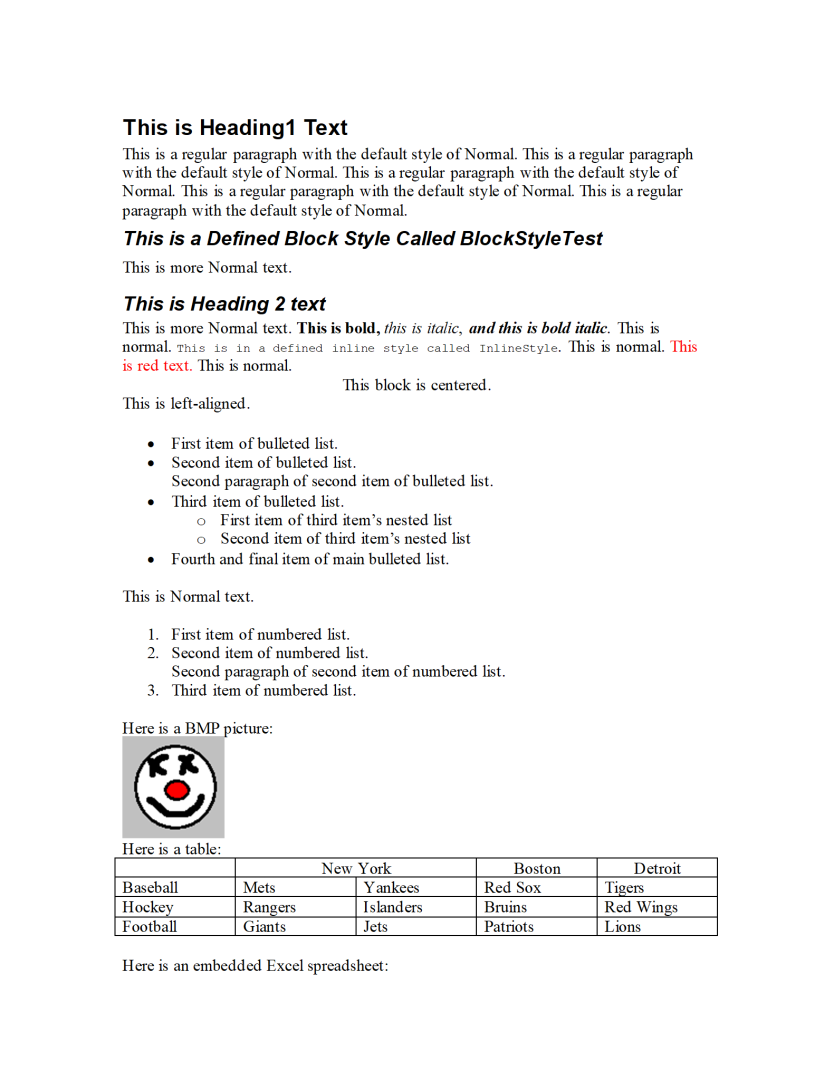 This is Heading1 Text
This is a regular paragraph with the default style of Normal. This is a regular paragraph
with the default style of Normal. This is a regular paragraph with the default style of
Normal. This is a regular paragraph with the default style of Normal. This is a regular
paragraph with the default style of Normal.
This is a Defined Block Style Called BlockStyleTest
This is more Normal text.
This is Heading 2 text
This is more Normal text. This is bold, this is italic, and this is bold italic. This is
normal. This is in a defined inline style called InlineStyle. This is normal. This
is red text. This is normal.
This block is centered.
This is left-aligned.
• First item of bulleted list.
• Second item of bulleted list.
Second paragraph of second item of bulleted list.
• Third item of bulleted list.
o First item of third item’s nested list
o Second item of third item’s nested list
• Fourth and final item of main bulleted list.
This is Normal text.
1. First item of numbered list.
2. Second item of numbered list.
Second paragraph of second item of numbered list.
3. Third item of numbered list.
Here is a BMP picture:
Here is a table:
New York Boston Detroit
Baseball Mets Yankees Red Sox Tigers
Hockey Rangers Islanders Bruins Red Wings
Football Giants Jets Patriots Lions
Here is an embedded Excel spreadsheet: